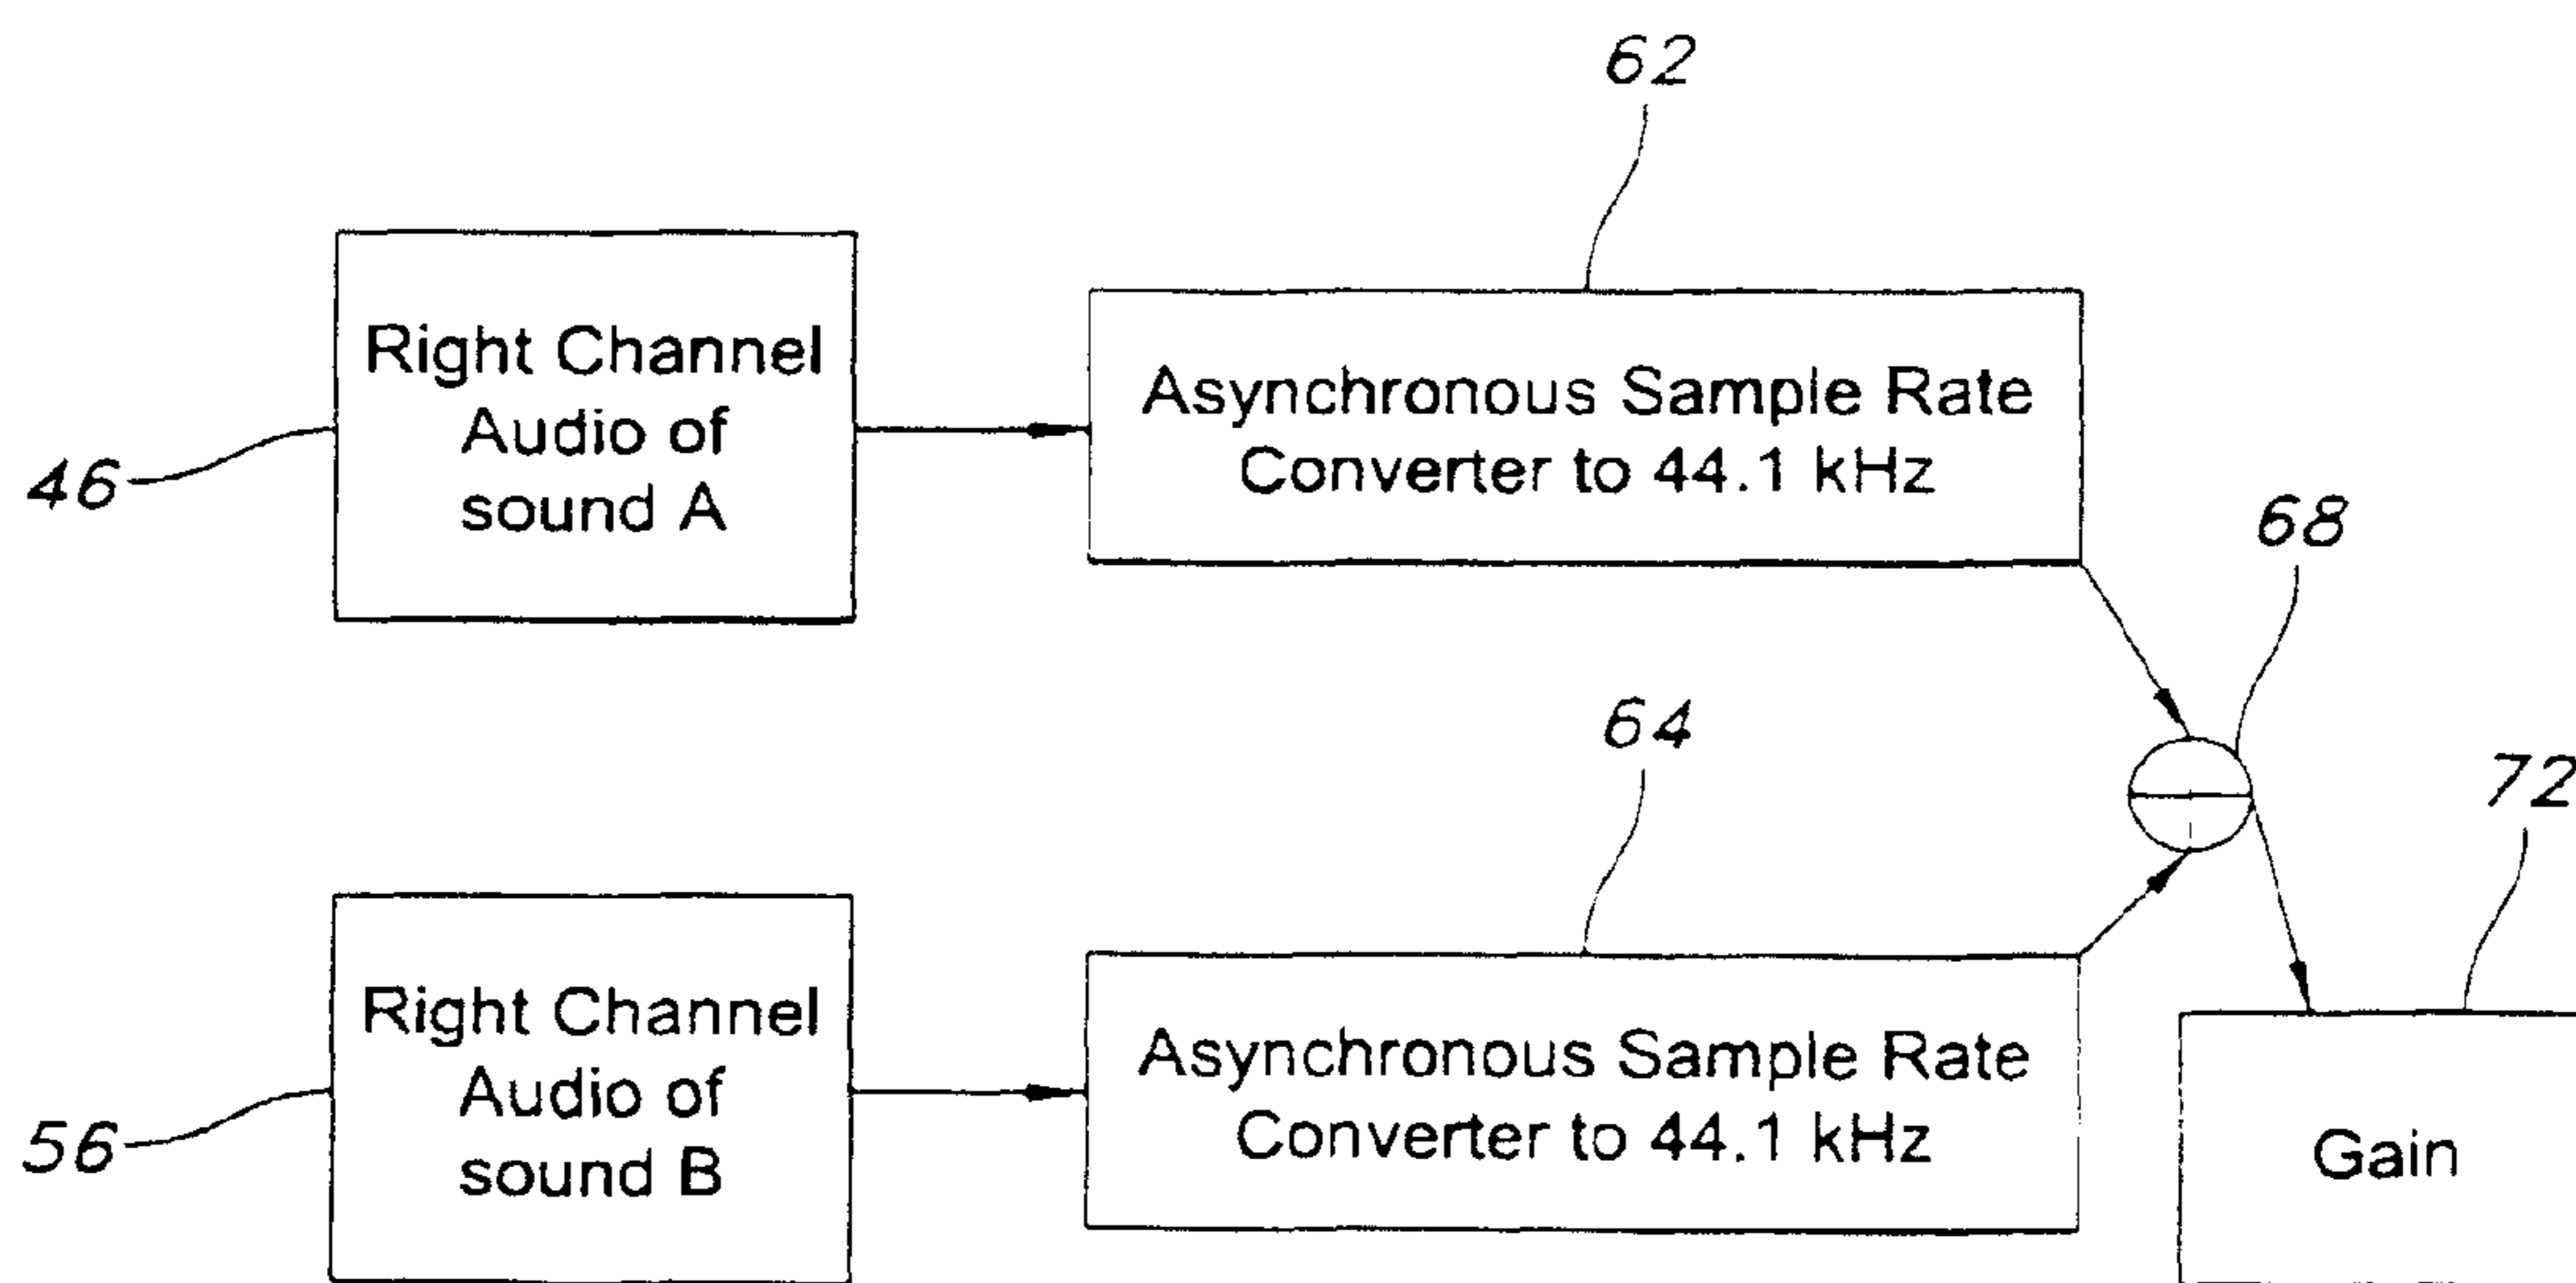 62
Right Channel
Audio of
sound A
46
Asynchronous Sample Rate
Converter to 44.1 kHz
68
64
72
Right Channel
Audio of
sound B
56
Asynchronous Sample Rate
Converter to 44.1 kHz
Gain